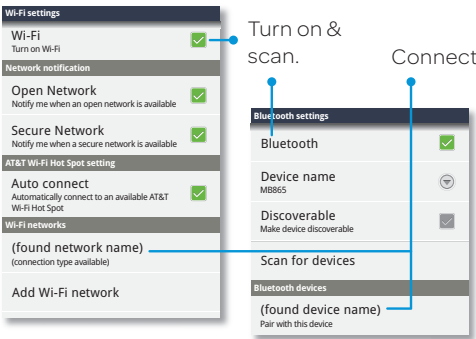 Wi-Fi settings
Wi-Fi
Turn on Wi-Fi
Network notification
Open Network
Notify me when an open network is available
Secure Network
Notify me when a secure network is available
AT&T Wi-Fi Hot Spot setting
Auto connect
Automatically connect to an available AT&T
Wi-Fi Hot Spot
Wi-Fi networks
(found network name)
(connection type available)
Add Wi-Fi network
Turn on &
scan.
Connect
Bluetooth settings
Bluetooth
Device name
MB865
Discoverable
Make device discoverable
Scan for devices
Bluetooth devices
(found device name)
Pair with this device